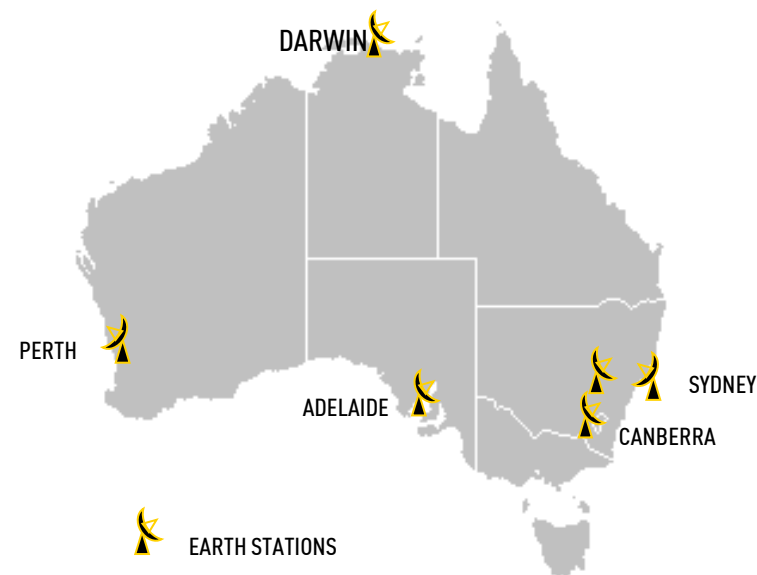 DARWIN
PERTH
SYDNEY
ADELAIDE
CANBERRA
EARTH STATIONS